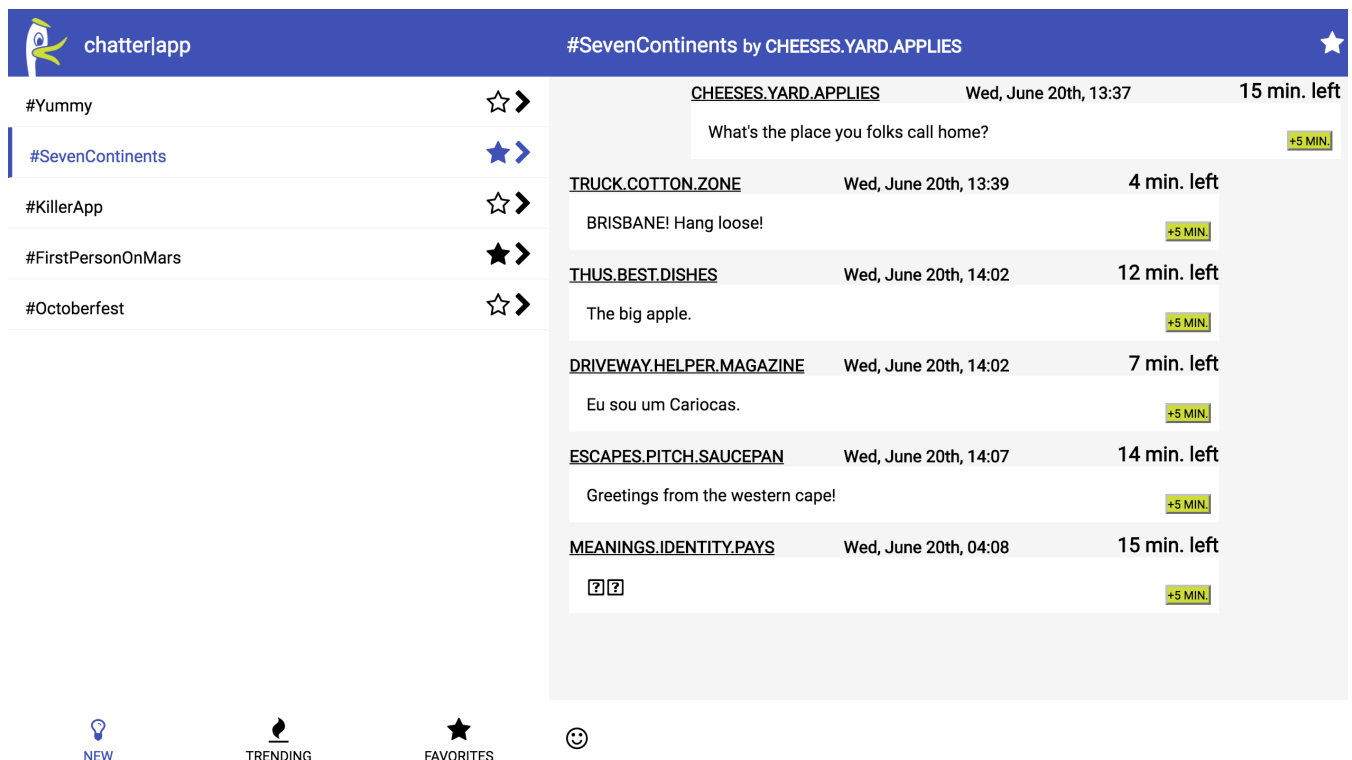 chatter|app
#SevenContinents by CHEESES.YARD.APPLIES
#Yummy
#SevenContinents
#KillerApp
#FirstPersonOnMars
#Octoberfest
CHEESES.YARD.APPLIES Wed, June 20th, 13:37 15 min. left
What's the place you folks call home?
+5 MIN.
TRUCK.COTTON.ZONE Wed, June 20th, 13:39 4 min. left
BRISBANE! Hang loose!
+5 MIN.
THUS.BEST.DISHES Wed, June 20th, 14:02 12 min. left
The big apple.
+5 MIN.
DRIVEWAY.HELPER.MAGAZINE Wed, June 20th, 14:02 7 min. left
Eu sou um Cariocas.
+5 MIN.
ESCAPES.PITCH.SAUCEPAN Wed, June 20th, 14:07 14 min. left
Greetings from the western cape!
+5 MIN.
MEANINGS.IDENTITY.PAYS Wed, June 20th, 04:08 15 min. left
+5 MIN.
NEW TRENDING FAVORITES